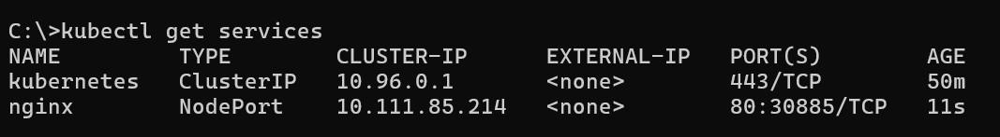 C:\>kubectl get services
NAME TYPE CLUSTER-IP EXTERNAL-IP PORT(S) AGE
kubernetes ClusterIP 10.96.0.1 <none> 443/TCP 50m
nginx NodePort 10.111.85.214 <none> 80:30885/TCP 11s